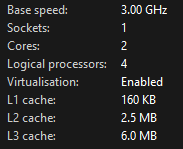 Base speed: 3.00 GHz
Sockets: 1
Cores: 2
Logical processors: 4
Virtualisation: Enabled
L1 cache: 160 KB
L2 cache: 2.5 MB
L3 cache: 6.0 MB